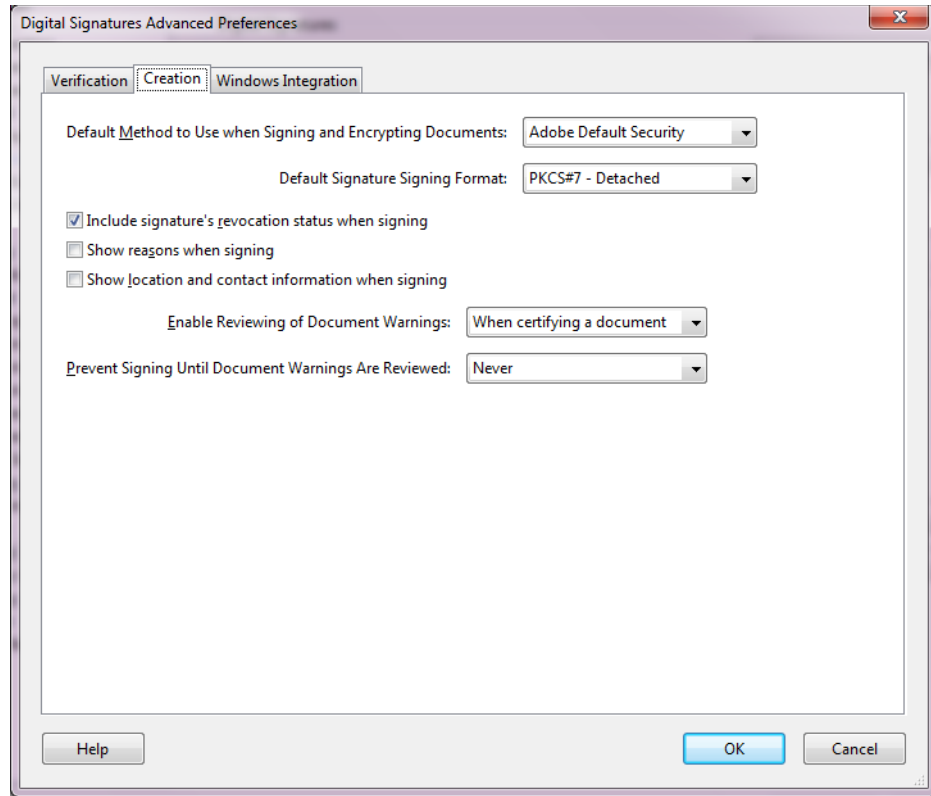 Digital Signatures Advanced Preferences
Verification Creation Windows Integration
Default Method to Use when Signing and Encrypting Documents: Adobe Default Security
Default Signature Signing Format: PKCS#7 - Detached
Include signature's revocation status when signing
Show reasons when signing
Show location and contact information when signing
Enable Reviewing of Document Warnings: When certifying a document
Prevent Signing Until Document Warnings Are Reviewed: Never
Help OK Cancel